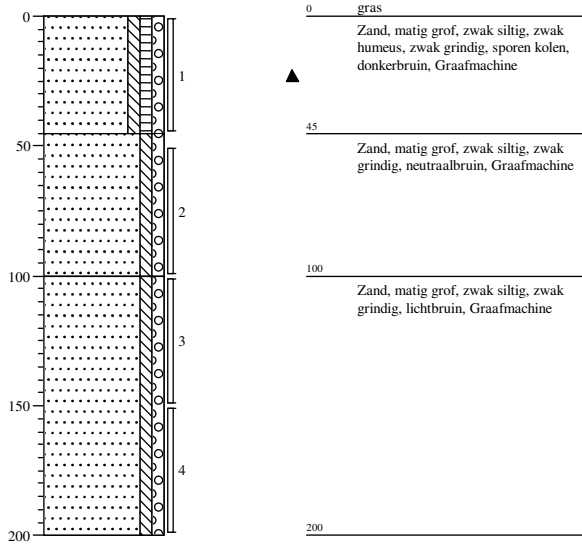 0
50
100
150
200
1
2
3
4
0
gras
Zand, matig grof, zwak siltig, zwak
humeus, zwak grindig, sporen kolen,
donkerbruin, Graafmachine
45
Zand, matig grof, zwak siltig, zwak
grindig, neutraalbruin, Graafmachine
100
Zand, matig grof, zwak siltig, zwak
grindig, lichtbruin, Graafmachine
200